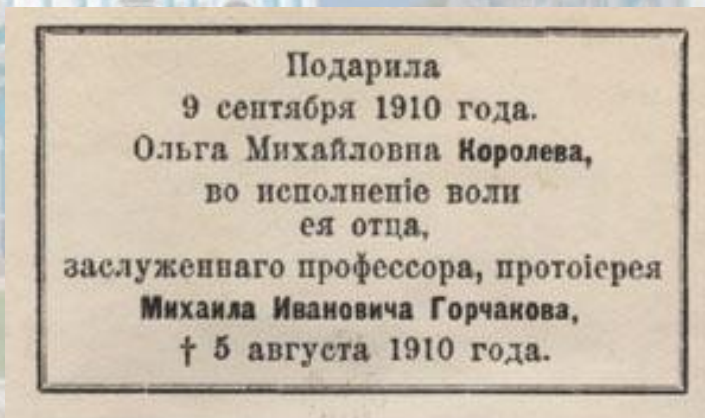 Подарила
9 сентября 1910 года.
Ольга Михайловна Королева,
во исполненіе воли
ея отца,
заслуженнаго профессора, протоіерея
Михаила Ивановича Горчакова,
† 5 августа 1910 года.